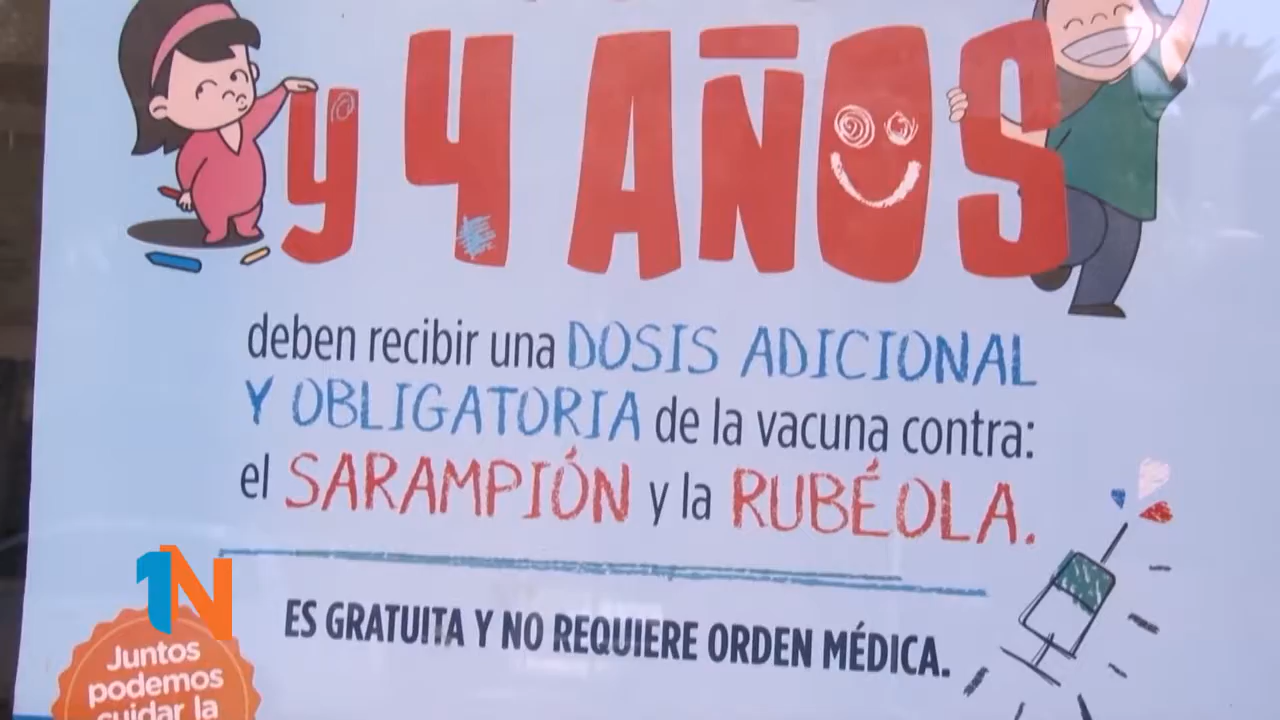 y 4 AÑOS
deben recibir una DOSIS ADICIONAL
Y OBLIGATORIA de la vacuna contra:
el SARAMPIÓN y la RUBÉOLA.
ES GRATUITA Y NO REQUIERE ORDEN MÉDICA.
1N
Juntos
podemos
cuidar la